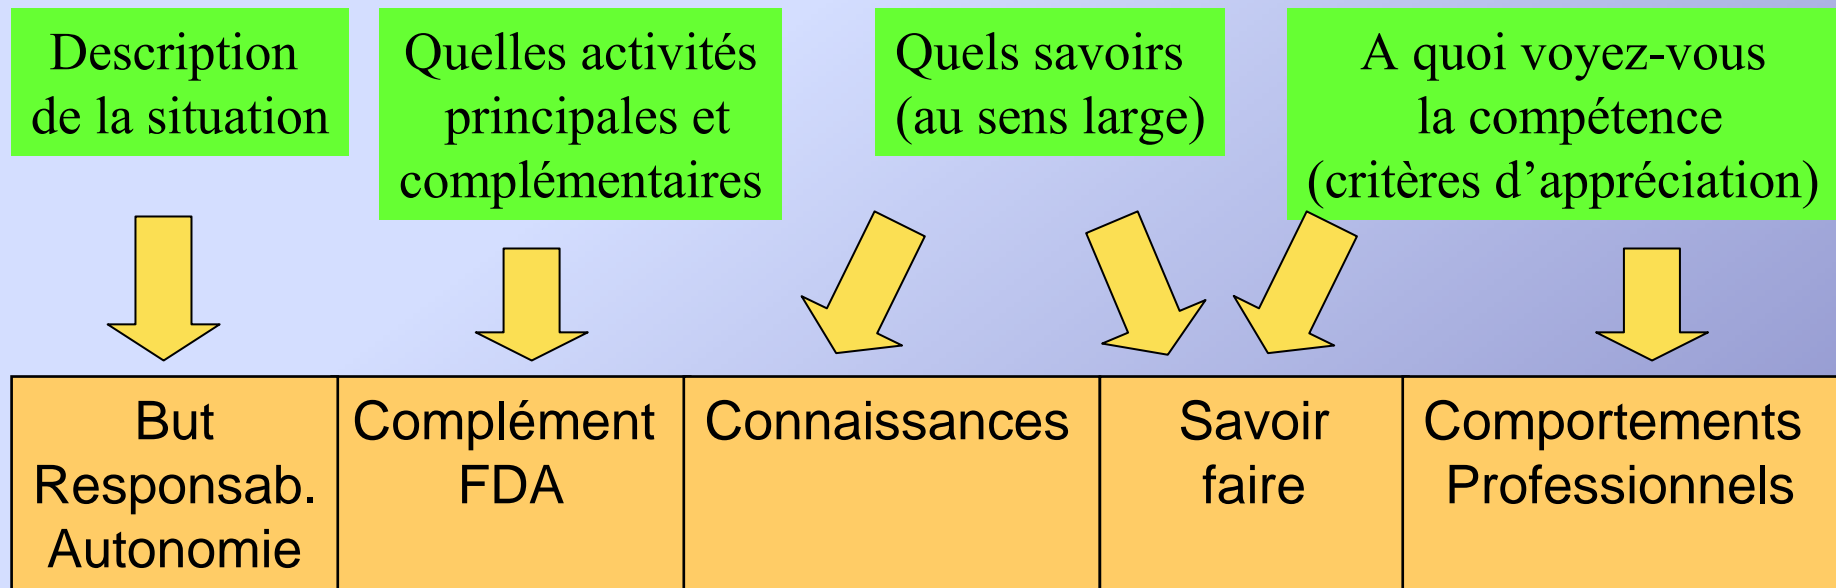 Description
de la situation
Quelles activités
principales et
complémentaires
Quels savoirs
(au sens large)
A quoi voyez-vous
la compétence
(critères d’appréciation)
But
Responsab.
Autonomie
Complément
FDA
Connaissances
Savoir
faire
Comportements
Professionnels